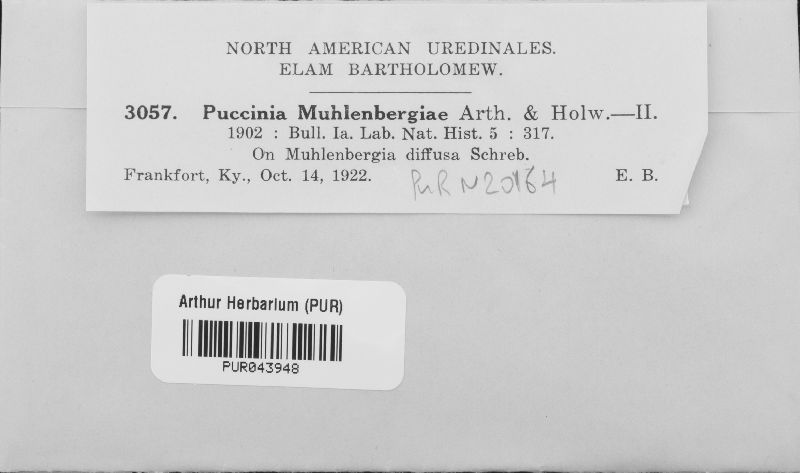 NORTH AMERICAN UREDINALES.
ELAM BARTHOLOMEW.
3057. Puccinia Muhlenbergiae Arth. & Holw.—II.
1902 : Bull. Ia. Lab. Nat. Hist. 5 : 317.
On Muhlenbergia diffusa Schreb.
Frankfort, Ky., Oct. 14, 1922. PUR N20164 E. B.
Arthur Herbarium (PUR)
PUR043948